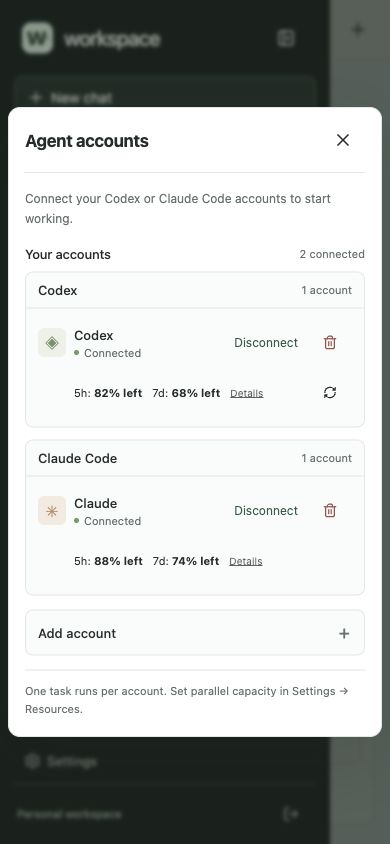 W workspace
New chat
Agent accounts
Connect your Codex or Claude Code accounts to start
working.
Your accounts 2 connected
Codex 1 account
Codex
Connected
Disconnect
5h: 82% left 7d: 68% left Details
Claude Code 1 account
Claude
Connected
Disconnect
5h: 88% left 7d: 74% left Details
Add account
One task runs per account. Set parallel capacity in Settings →
Resources.
Settings
Personal workspace